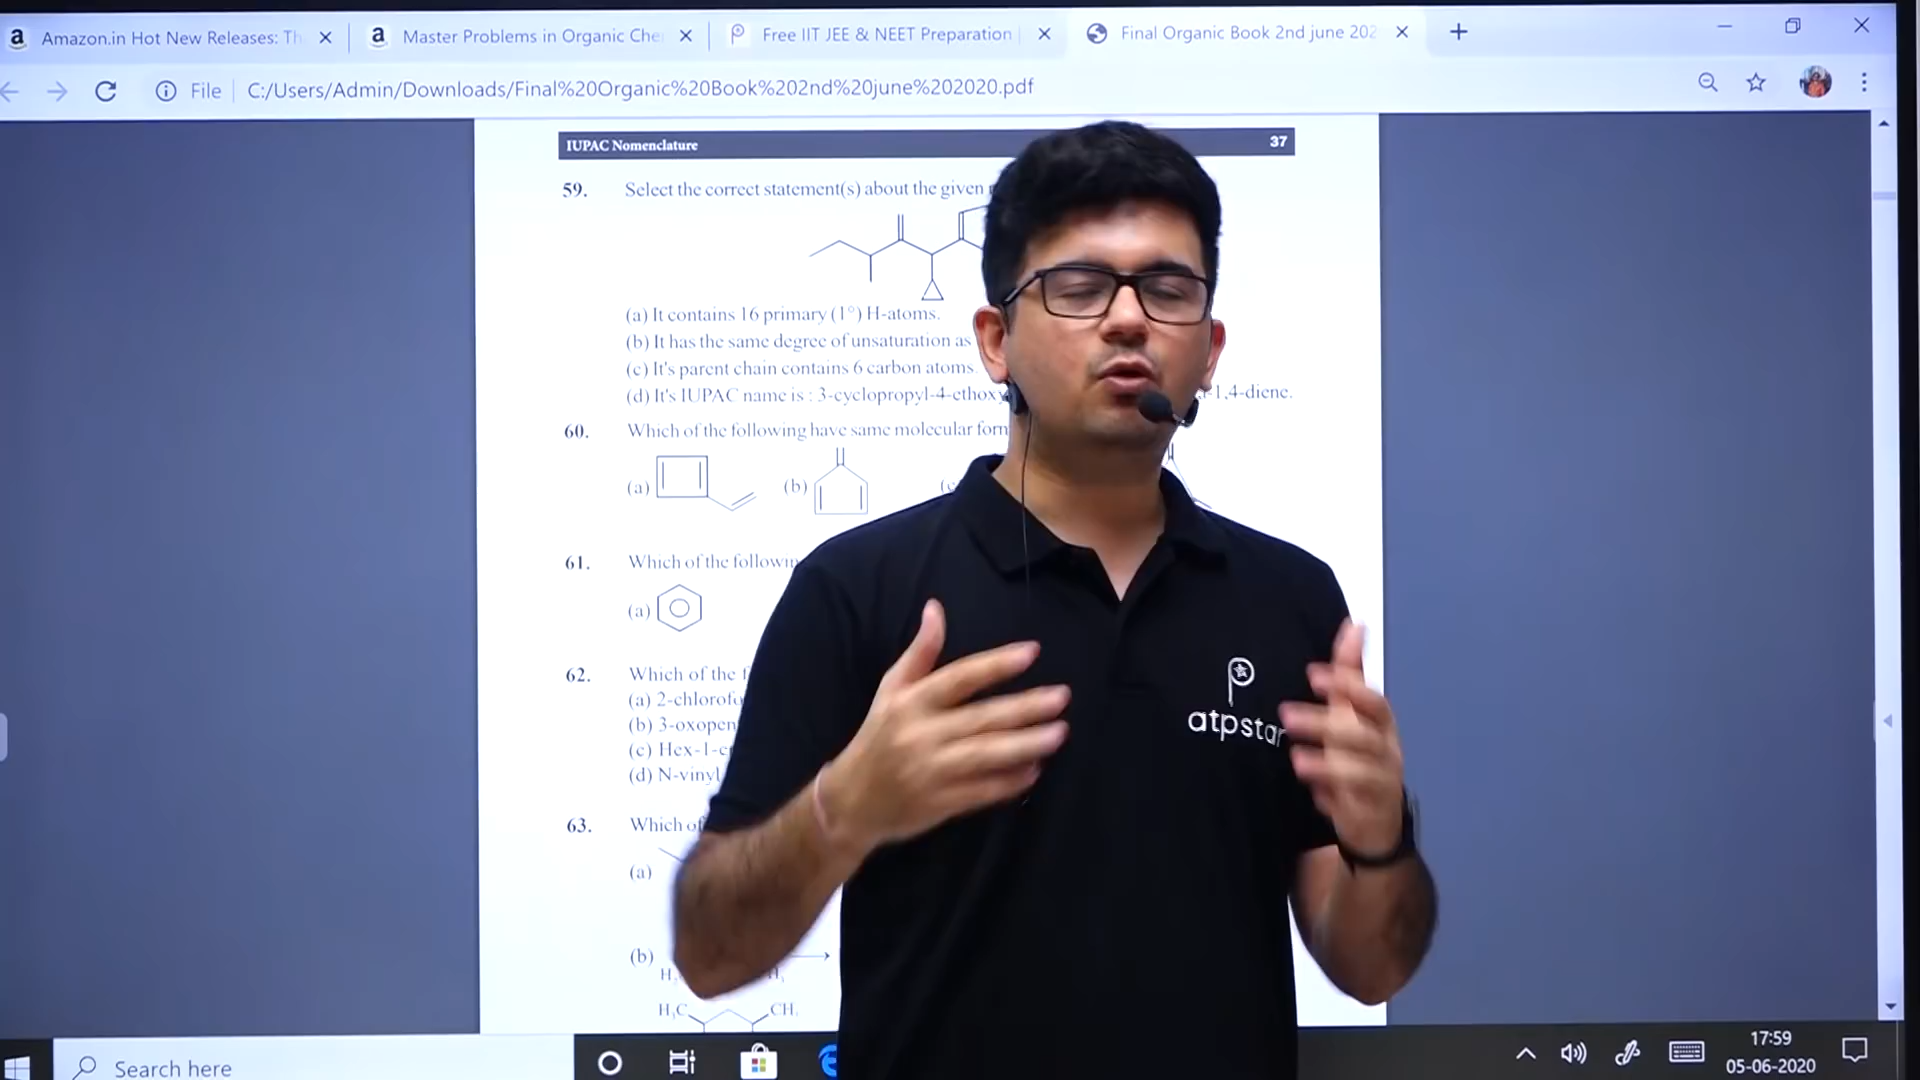 Amazon.in Hot New Releases: Th
Master Problems in Organic Che
Free IIT JEE & NEET Preparation
Final Organic Book 2nd june 202
File C:/Users/Admin/Downloads/Final%20Organic%20Book%202nd%20june%202020.pdf
IUPAC Nomenclature 37
59. Select the correct statement(s) about the given
(a) It contains 16 primary (1°) H-atoms.
(b) It has the same degree of unsaturation as
(c) It's parent chain contains 6 carbon atoms.
(d) It's IUPAC name is : 3-cyclopropyl-4-ethoxy -1,4-diene.
60. Which of the following have same molecular form
(a) (b) (c
61. Which of the followin
(a)
62. Which of the f
(a) 2-chlorofo
(b) 3-oxopen
(c) Hex-1-e
(d) N-vinyl
63. Which of
(a)
(b)
H₃C CH
atpstar
Search here
17:59
05-06-2020